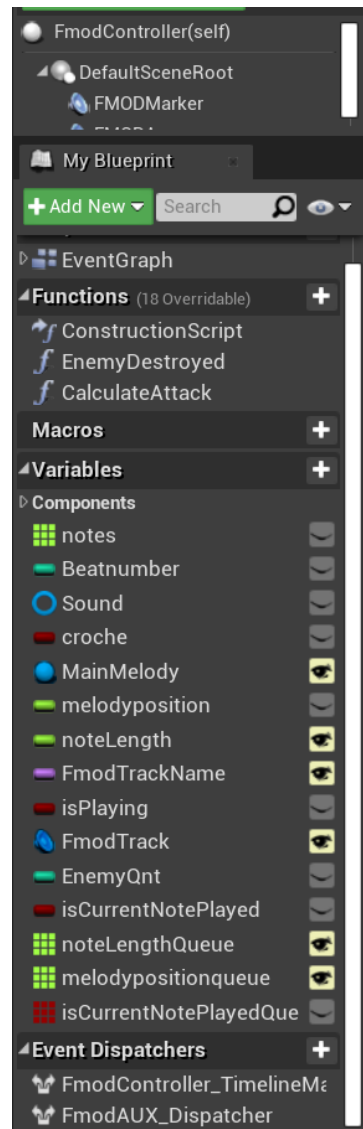 FmodController(self)
DefaultSceneRoot
FMODMarker
My Blueprint
Add New
Search
EventGraph
Functions (18 Overridable)
ConstructionScript
EnemyDestroyed
CalculateAttack
Macros
Variables
Components
notes
Beatnumber
Sound
croche
MainMelody
melodyposition
noteLength
FmodTrackName
isPlaying
FmodTrack
EnemyQnt
isCurrentNotePlayed
noteLengthQueue
melodypositionqueue
isCurrentNotePlayedQue
Event Dispatchers
FmodController_TimelineMa
FmodAUX_Dispatcher